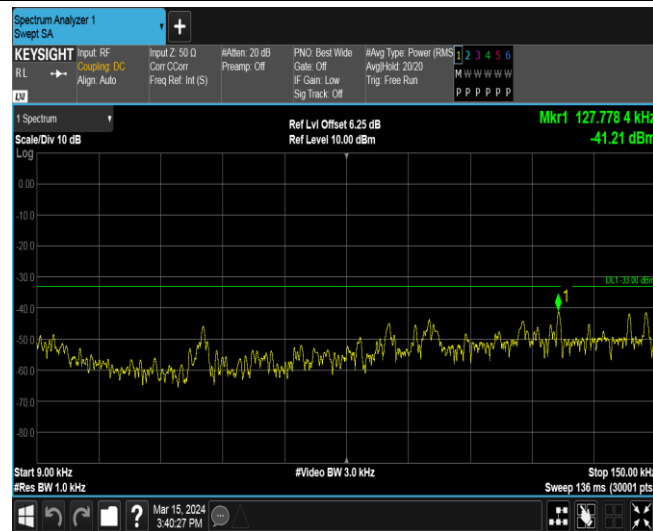 Spectrum Analyzer 1
Swept SA
+
KEYSIGHT
RL
LXI
Input: RF
Coupling: DC
Align: Auto
Input Z: 50 Ω
Corr CCorr
Freq Ref: Int (S)
#Atten: 20 dB
Preamp: Off
PNO: Best Wide
Gate: Off
IF Gain: Low
Sig Track: Off
#Avg Type: Power (RMS
Avg|Hold: 20/20
Trig: Free Run
1 2 3 4 5 6
M W W W W W
P P P P P P
1 Spectrum
Scale/Div 10 dB
Log
Ref Lvl Offset 6.25 dB
Ref Level 10.00 dBm
Mkr1 127.778 4 kHz
-41.21 dBm
0.00
-10.0
-20.0
-30.0
DL1 -33.00 dBm
1
-40.0
-50.0
-60.0
-70.0
-80.0
Start 9.00 kHz
#Res BW 1.0 kHz
#Video BW 3.0 kHz
Stop 150.00 kHz
Sweep 136 ms (30001 pts)
?
Mar 15, 2024
3:40:27 PM